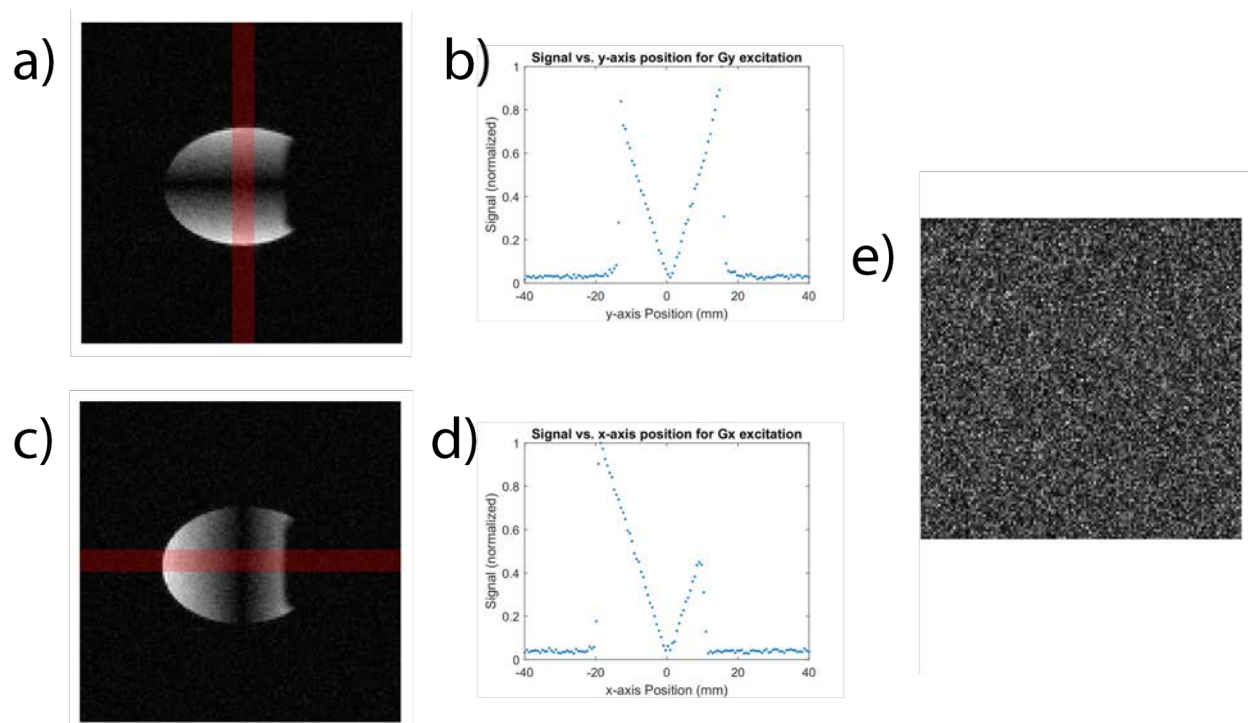 a)
b)
Signal vs. y-axis position for Gy excitation
Signal (normalized)
1
0.8
0.6
0.4
0.2
0
-40
-20
0
20
40
y-axis Position (mm)
c)
d)
Signal vs. x-axis position for Gx excitation
Signal (normalized)
1
0.8
0.6
0.4
0.2
0
-40
-20
0
20
40
x-axis Position (mm)
e)